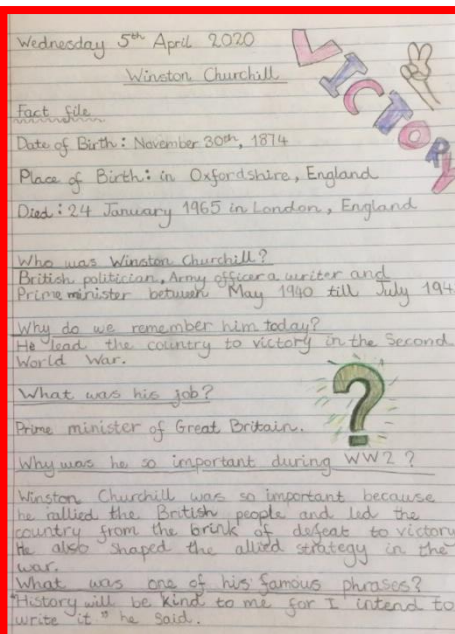 Wednesday 5th April 2020
VICTORY
Winston Churchill
Fact file
Date of Birth: November 30th, 1874
Place of Birth: in Oxfordshire, England
Died: 24 January 1965 in London, England
Who was Winston Churchill?
British politician, Army officer a writer and
Prime minister between May 1940 till July 194
Why do we remember him today?
He lead the country to victory in the Second
World War.
What was his job?
?
Prime minister of Great Britain.
Why was he so important during WW2?
Winston Churchill was so important because
he rallied the British people and led the
country from the brink of defeat to victory
He also shaped the allied strategy in the
war.
What was one of his famous phrases?
"History will be kind to me for I intend to
write it" he said.